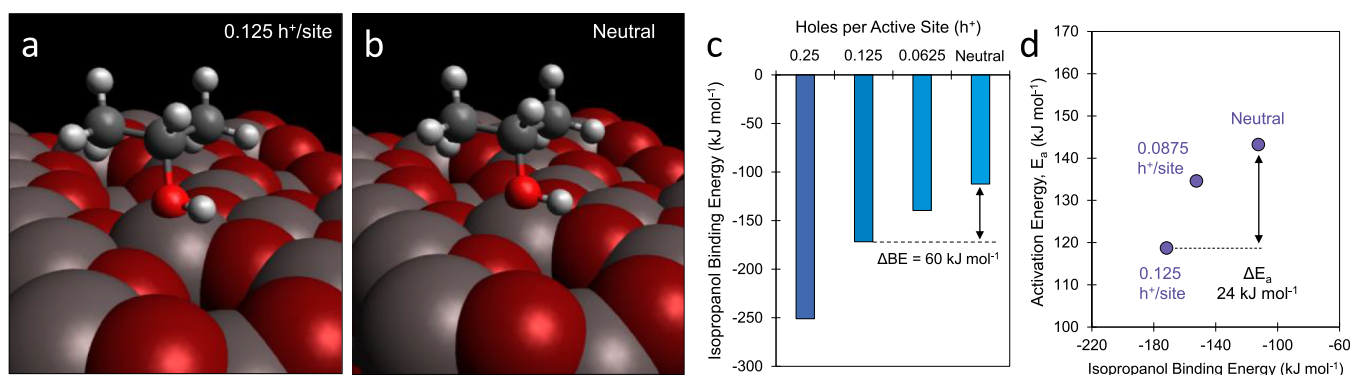 a
0.125 h⁺/site
b
Neutral
c
Holes per Active Site (h⁺)
0.25 0.125 0.0625 Neutral
Isopropanol Binding Energy (kJ mol⁻¹)
0
-50
-100
-150
-200
-250
-300
ΔBE = 60 kJ mol⁻¹
d
Activation Energy, Eₐ (kJ mol⁻¹)
170
160
150
140
130
120
110
100
Neutral
0.0875
h⁺/site
0.125
h⁺/site
ΔEₐ
24 kJ mol⁻¹
-220 -180 -140 -100 -60
Isopropanol Binding Energy (kJ mol⁻¹)